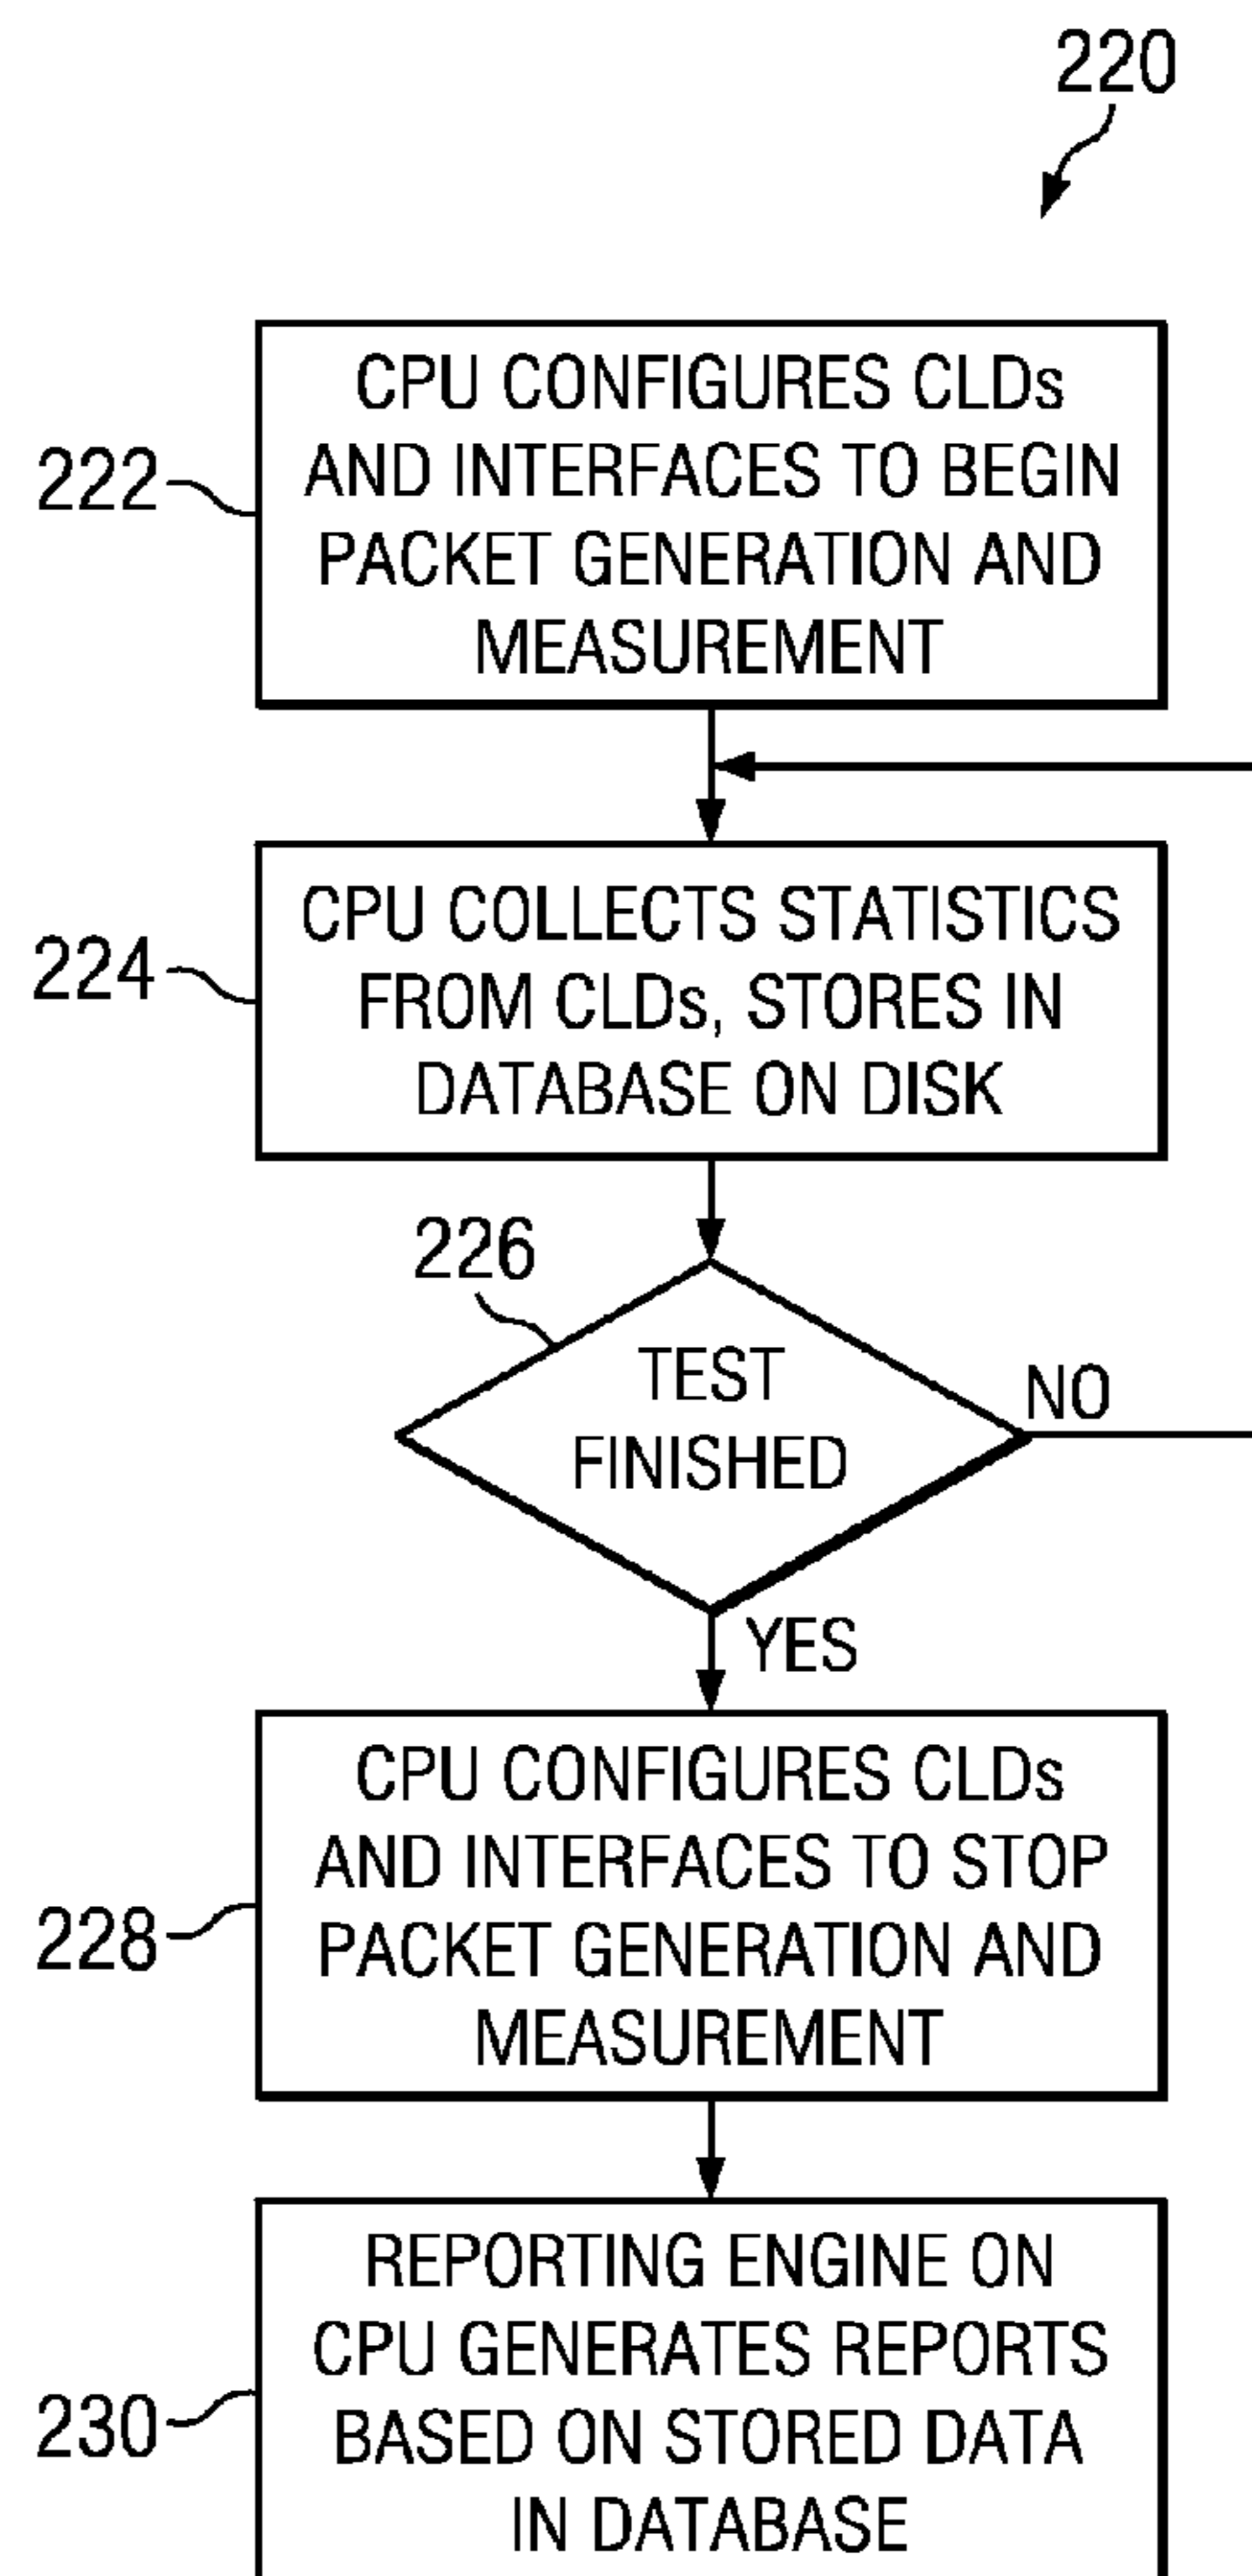 220
222
CPU CONFIGURES CLDs
AND INTERFACES TO BEGIN
PACKET GENERATION AND
MEASUREMENT
224
CPU COLLECTS STATISTICS
FROM CLDs, STORES IN
DATABASE ON DISK
226
TEST
FINISHED
NO
YES
228
CPU CONFIGURES CLDs
AND INTERFACES TO STOP
PACKET GENERATION AND
MEASUREMENT
230
REPORTING ENGINE ON
CPU GENERATES REPORTS
BASED ON STORED DATA
IN DATABASE